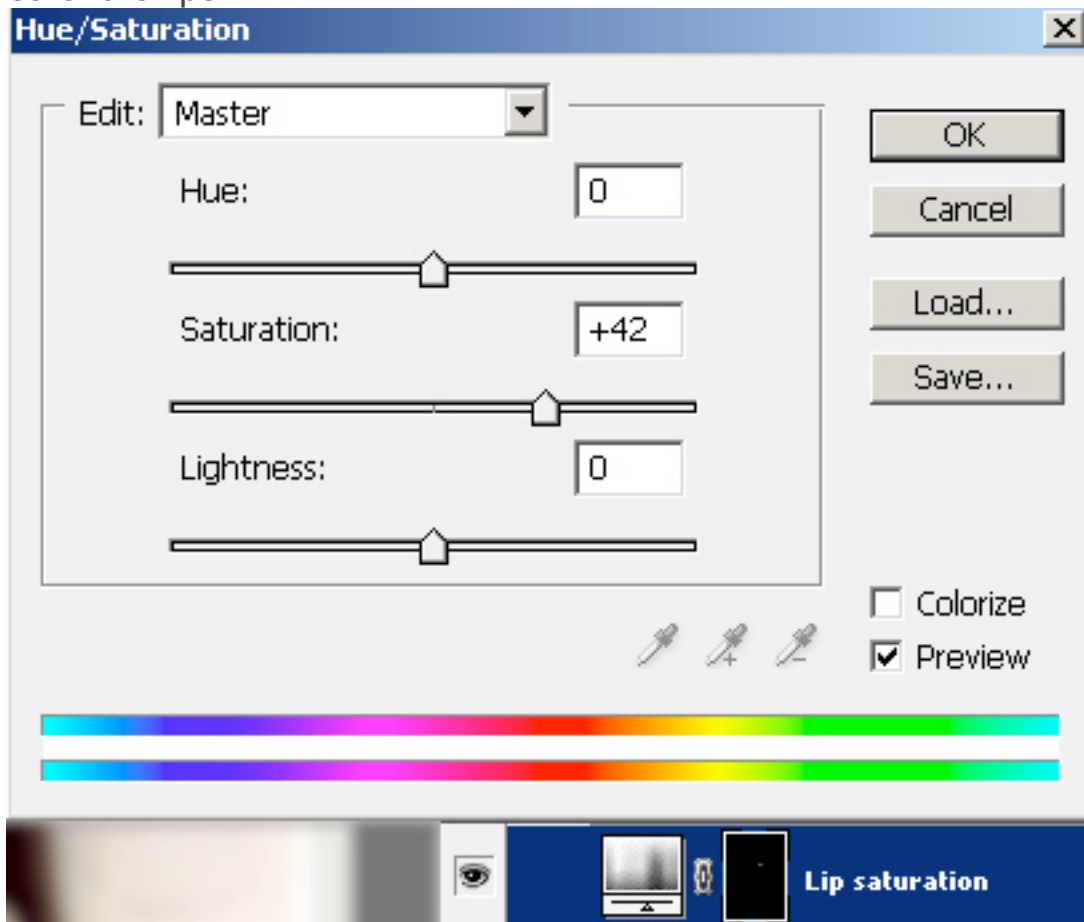 Hue/Saturation
Edit: Master
OK
Hue: 0
Cancel
Load...
Saturation: +42
Save...
Lightness: 0
Colorize
Preview
Lip saturation